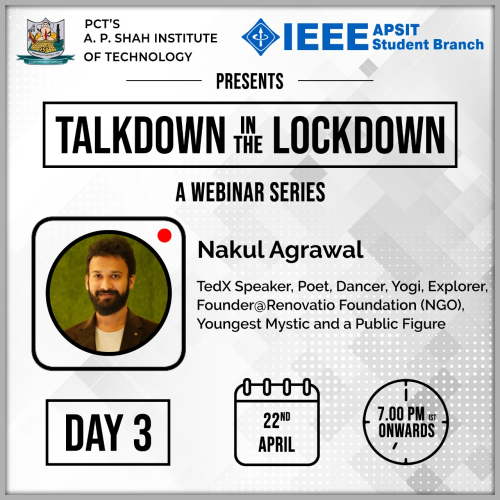 PCT'S
A. P. SHAH INSTITUTE
OF TECHNOLOGY
IEEE APSIT
Student Branch
PRESENTS
TALKDOWN IN THE LOCKDOWN
A WEBINAR SERIES
Nakul Agrawal
TedX Speaker, Poet, Dancer, Yogi, Explorer,
Founder@Renovatio Foundation (NGO),
Youngest Mystic and a Public Figure
DAY 3
22ND
APRIL
7.00 PM IST
ONWARDS